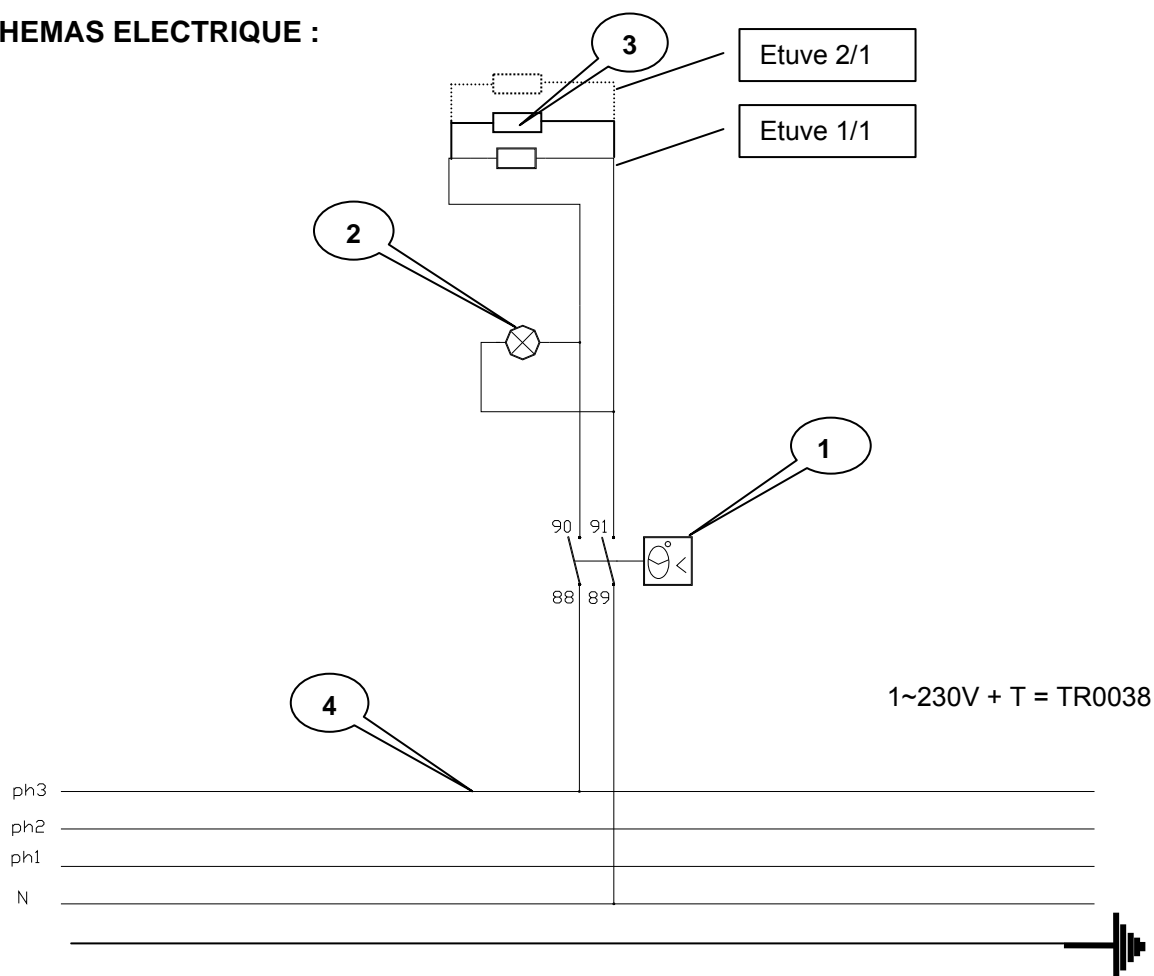 HEMAS ELECTRIQUE :
3
Etuve 2/1
Etuve 1/1
2
1
90 91
88 89
4
1~230V + T = TR0038
ph3
ph2
ph1
N